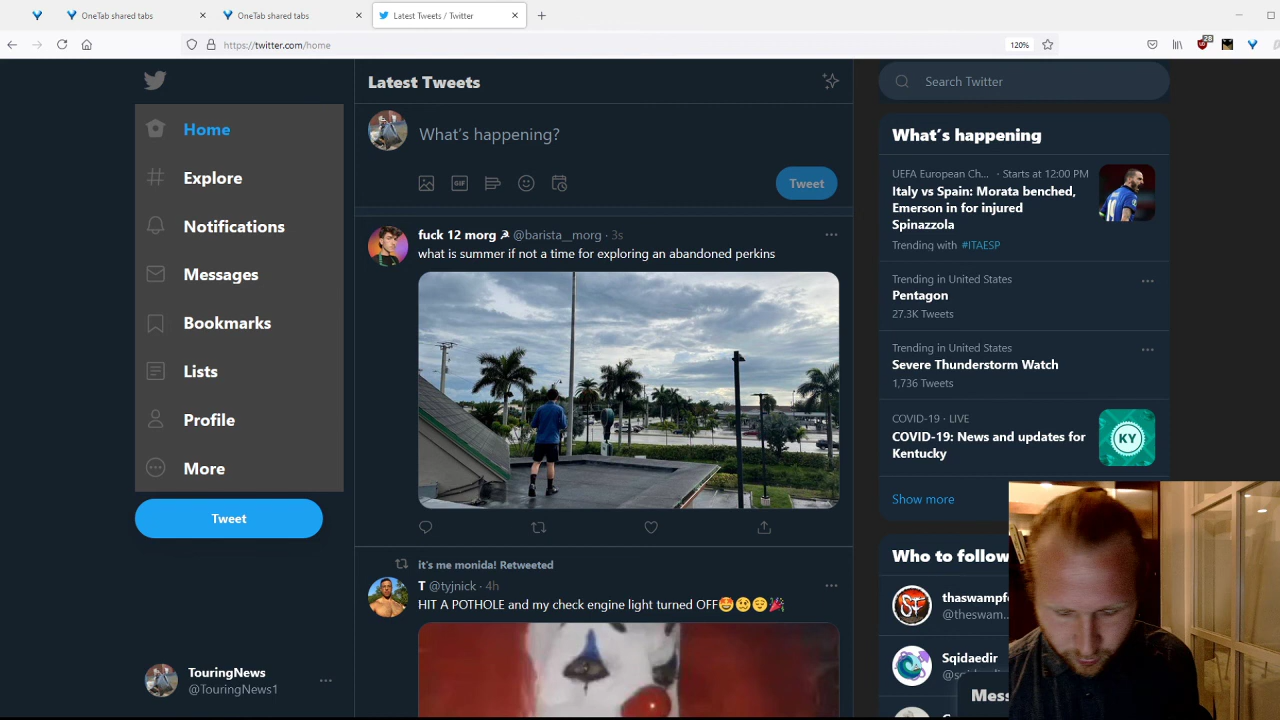 OneTab shared tabs
OneTab shared tabs
Latest Tweets / Twitter
https://twitter.com/home
120%
28
Home
Explore
Notifications
Messages
Bookmarks
Lists
Profile
More
Tweet
TouringNews
@TouringNews1
Latest Tweets
What's happening?
GIF
Tweet
fuck 12 morg ☭ @barista__morg · 3s
what is summer if not a time for exploring an abandoned perkins
it's me monida! Retweeted
T @tyjnick · 4h
HIT A POTHOLE and my check engine light turned OFF🤩🥴😌🎉
Search Twitter
What's happening
UEFA European Ch... · Starts at 12:00 PM
Italy vs Spain: Morata benched,
Emerson in for injured
Spinazzola
Trending with #ITAESP
Trending in United States
Pentagon
27.3K Tweets
Trending in United States
Severe Thunderstorm Watch
1,736 Tweets
COVID-19 · LIVE
COVID-19: News and updates for
Kentucky
KY
Show more
Who to follow
thaswampf
@theswam...
Sqidaedir
Mess